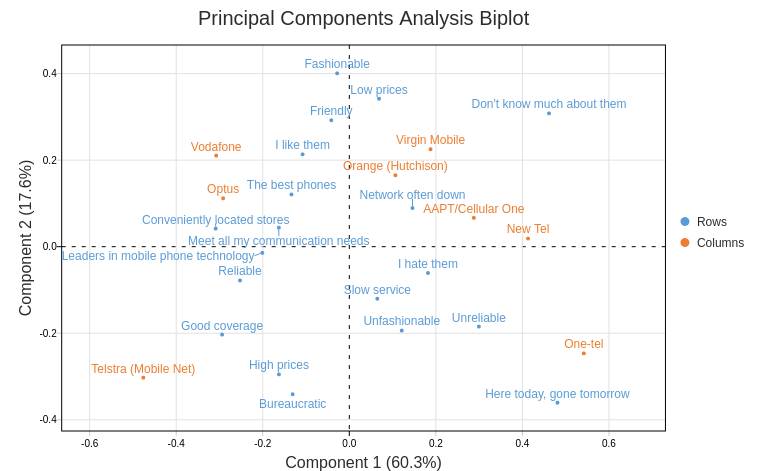 Principal Components Analysis Biplot
Component 2 (17.6%)
0.4
0.2
0.0
-0.2
-0.4
Fashionable
Low prices
Don't know much about them
Friendly
Virgin Mobile
Vodafone
I like them
Orange (Hutchison)
Optus
The best phones
Network often down
AAPT/Cellular One
Conveniently located stores
New Tel
Meet all my communication needs
Leaders in mobile phone technology
I hate them
Reliable
Slow service
Good coverage
Unfashionable
Unreliable
One-tel
Telstra (Mobile Net)
High prices
Here today, gone tomorrow
Bureaucratic
Rows
Columns
-0.6
-0.4
-0.2
0.0
0.2
0.4
0.6
Component 1 (60.3%)